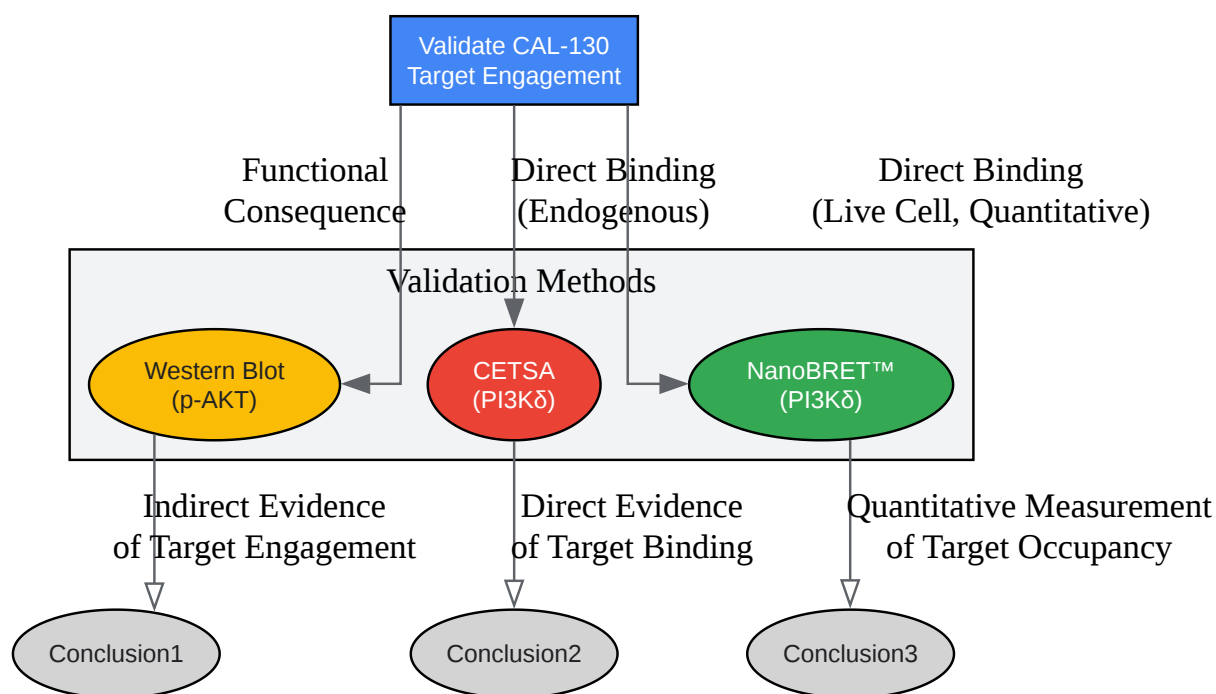 Validate CAL-130
Target Engagement
Functional
Consequence
Direct Binding
(Endogenous)
Direct Binding
(Live Cell, Quantitative)
Validation Methods
Western Blot
(p-AKT)
CETSA
(PI3Kδ)
NanoBRET™
(PI3Kδ)
Indirect Evidence
of Target Engagement
Direct Evidence
of Target Binding
Quantitative Measurement
of Target Occupancy
Conclusion1
Conclusion2
Conclusion3